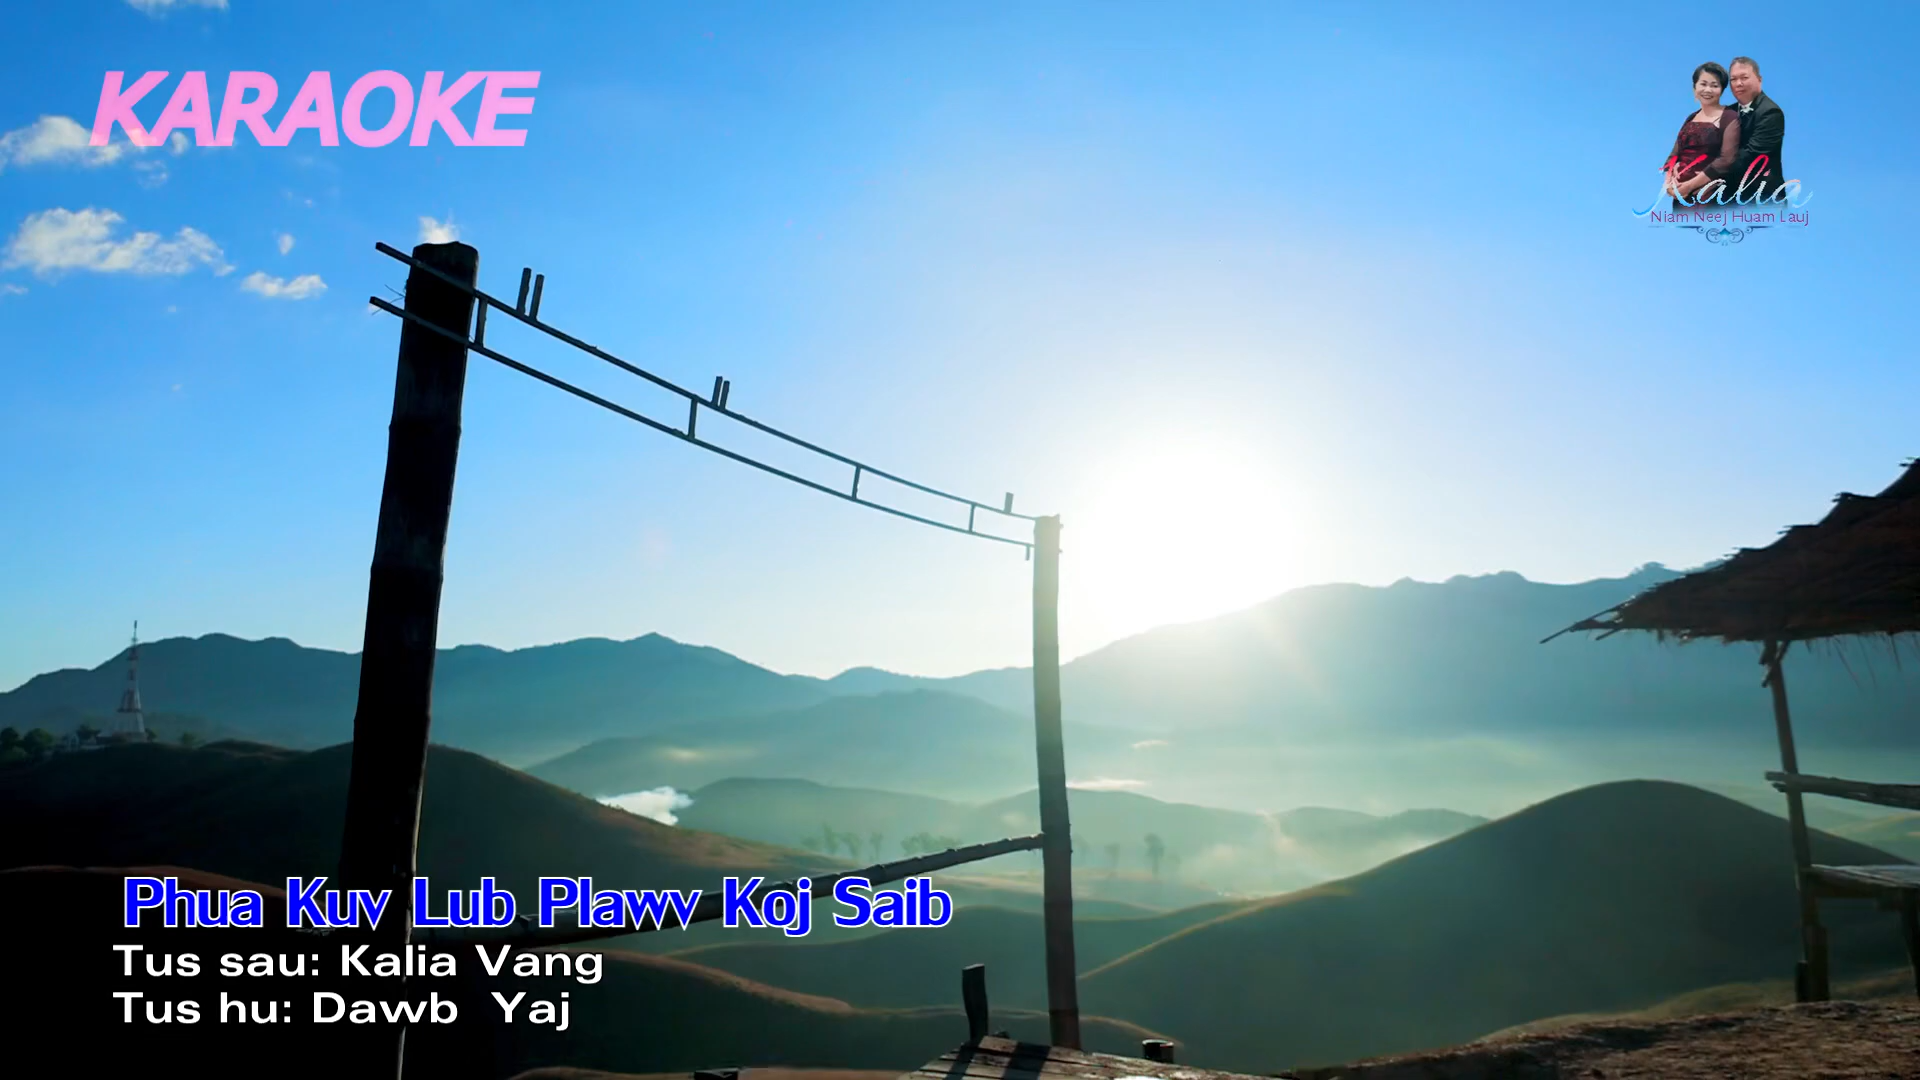 KARAOKE
Kalia
Niam Neej Huam Lauj
Phua Kuv Lub Plawv Koj Saib
Tus sau: Kalia Vang
Tus hu: Dawb Yaj